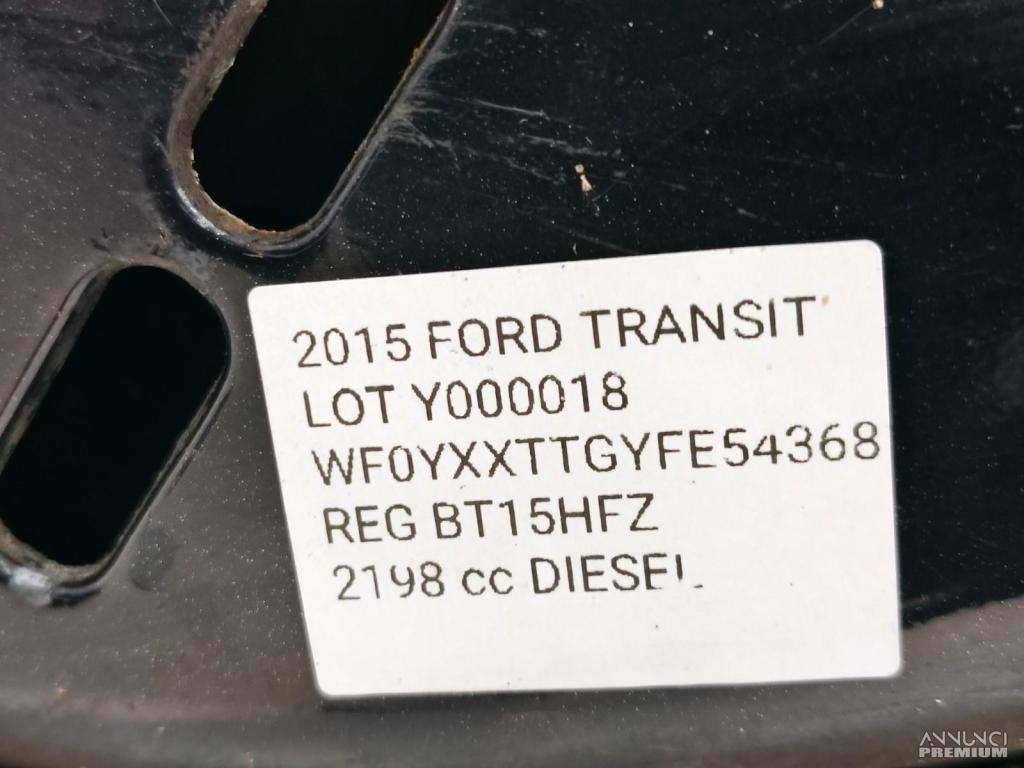 2015 FORD TRANSIT
LOT Y000018
WF0YXXTTGYFE54368
REG BT15HFZ
2198 cc DIESEL
ANNUNCI
PREMIUM